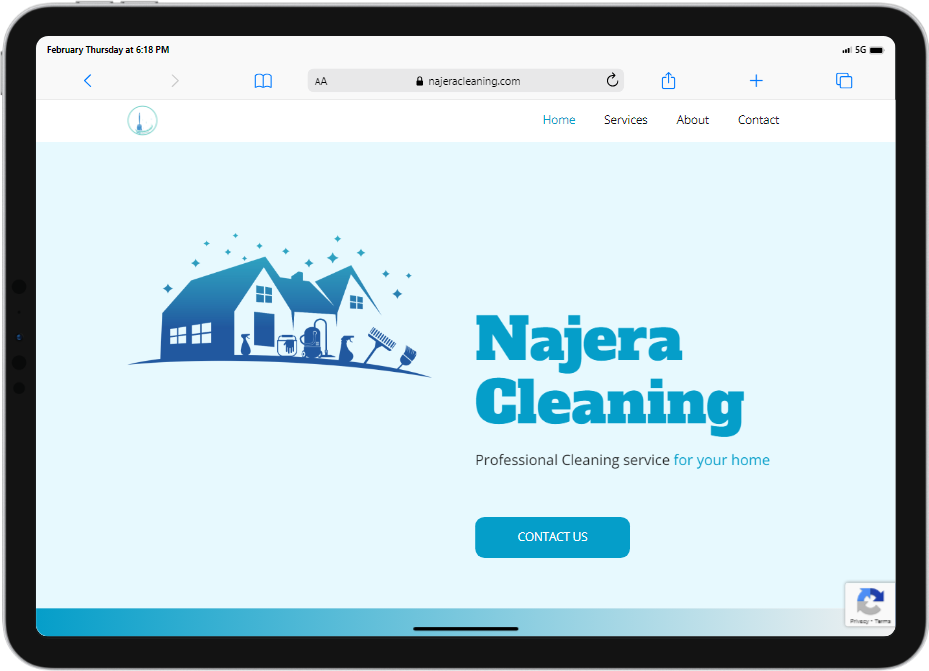 February Thursday at 6:18 PM
5G
AA
najeracleaning.com
Home Services About Contact
Najera
Cleaning
Professional Cleaning service for your home
CONTACT US
Privacy - Terms